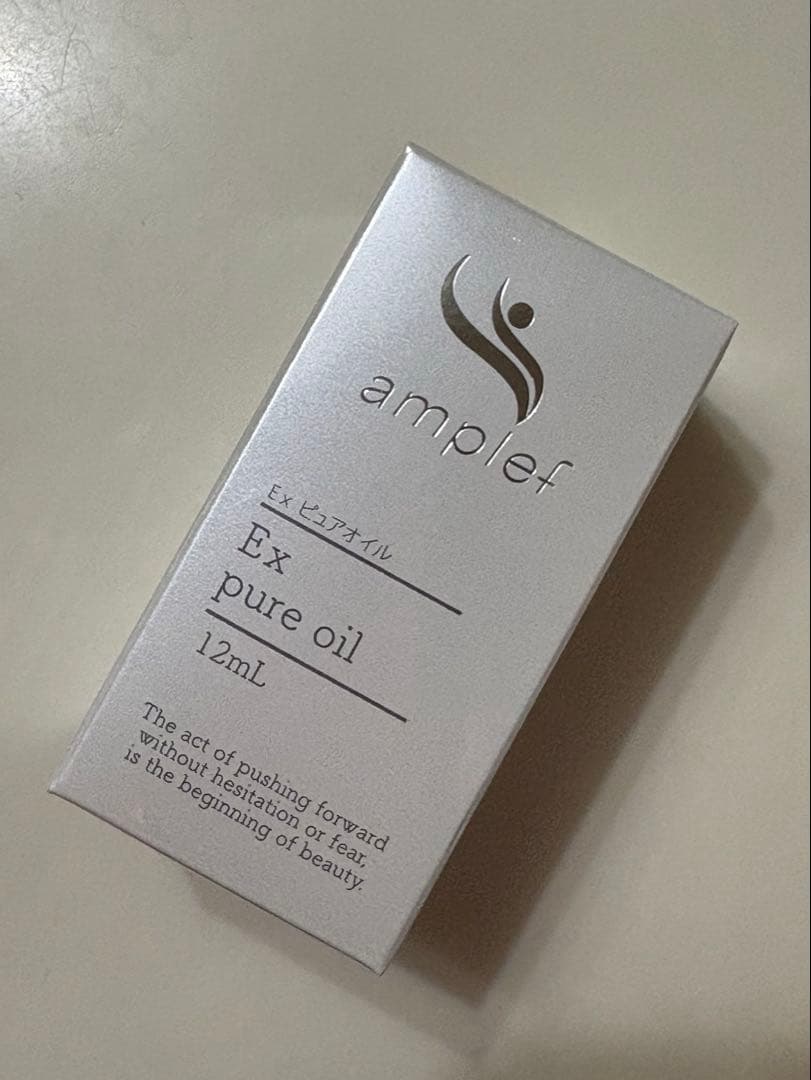 amplef
Ex ピュアオイル
Ex
pure oil
12mL
The act of pushing forward
without hesitation or fear,
is the beginning of beauty.